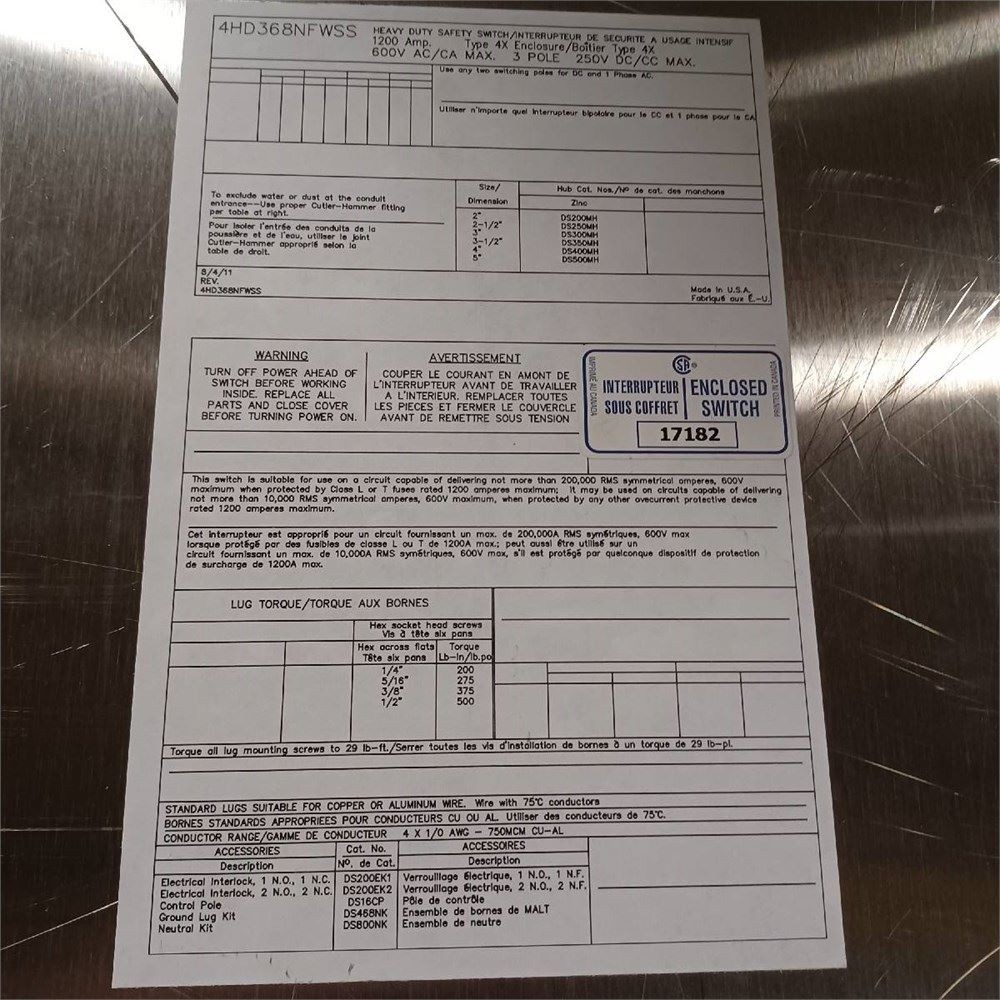 4HD368NFWSS
HEAVY DUTY SAFETY SWITCH/INTERRUPTEUR DE SECURITE A USAGE INTENSIF
1200 Amp. Type 4X Enclosure/Boîtier Type 4X
600V AC/CA MAX. 3 POLE 250V DC/CC MAX.
Use any two switching poles for DC and 1 Phase AC.
Utiliser n'importe quel interrupteur bipolaire pour le CC et 1 phase pour le CA
To exclude water or dust at the conduit
entrance--Use proper Cutler-Hammer fitting
per table at right.
Pour isoler l'entrée des conduits de la
poussière et de l'eau, utiliser le joint
Cutler-Hammer approprié selon la
table de droit.
Size/
Dimension
Hub Cat. Nos./Nº de cat. des manchons
Zinc
2" DS200MH
2-1/2" DS250MH
3" DS300MH
3-1/2" DS350MH
4" DS400MH
5" DS500MH
8/4/11
REV.
4HD368NFWSS
Made in U.S.A.
Fabriqué aux É.-U.
WARNING
TURN OFF POWER AHEAD OF
SWITCH BEFORE WORKING
INSIDE. REPLACE ALL
PARTS AND CLOSE COVER
BEFORE TURNING POWER ON.
AVERTISSEMENT
COUPER LE COURANT EN AMONT DE
L'INTERRUPTEUR AVANT DE TRAVAILLER
A L'INTERIEUR. REMPLACER TOUTES
LES PIECES ET FERMER LE COUVERCLE
AVANT DE REMETTRE SOUS TENSION
IMPRIMÉ AU CANADA
SA
INTERRUPTEUR
SOUS COFFRET
ENCLOSED
SWITCH
17182
PRINTED IN CANADA
This switch is suitable for use on a circuit capable of delivering not more than 200,000 RMS symmetrical amperes, 600V
maximum when protected by Class L or T fuses rated 1200 amperes maximum; it may be used on circuits capable of delivering
not more than 10,000 RMS symmetrical amperes, 600V maximum, when protected by any other overcurrent protective device
rated 1200 amperes maximum.
Cet interrupteur est approprié pour un circuit fournissant un max. de 200,000A RMS symétriques, 600V max
lorsque protégé par des fusibles de classe L ou T de 1200A max.; peut aussi être utilisé sur un
circuit fournissant un max. de 10,000A RMS symétriques, 600V max, s'il est protégé par quelconque dispositif de protection
de surcharge de 1200A max.
LUG TORQUE/TORQUE AUX BORNES
Hex socket head screws
Vis à tête six pans
Hex across flats
Tête six pans
Torque
Lb-in/lb.po
1/4" 200
5/16" 275
3/8" 375
1/2" 500
Torque all lug mounting screws to 29 lb-ft./Serrer toutes les vis d'installation de bornes à un torque de 29 lb-pi.
STANDARD LUGS SUITABLE FOR COPPER OR ALUMINUM WIRE. Wire with 75°C conductors
BORNES STANDARDS APPROPRIEES POUR CONDUCTEURS CU OU AL. Utiliser des conducteurs de 75°C.
CONDUCTOR RANGE/GAMME DE CONDUCTEUR 4 X 1/0 AWG - 750MCM CU-AL
ACCESSORIES Cat. No. ACCESSOIRES
Description Nº. de Cat. Description
Electrical Interlock, 1 N.O., 1 N.C. DS200EK1 Verrouillage électrique, 1 N.O., 1 N.F.
Electrical Interlock, 2 N.O., 2 N.C. DS200EK2 Verrouillage électrique, 2 N.O., 2 N.F.
Control Pole DS16CP Pôle de contrôle
Ground Lug Kit DS468NK Ensemble de bornes de MALT
Neutral Kit DS800NK Ensemble de neutre